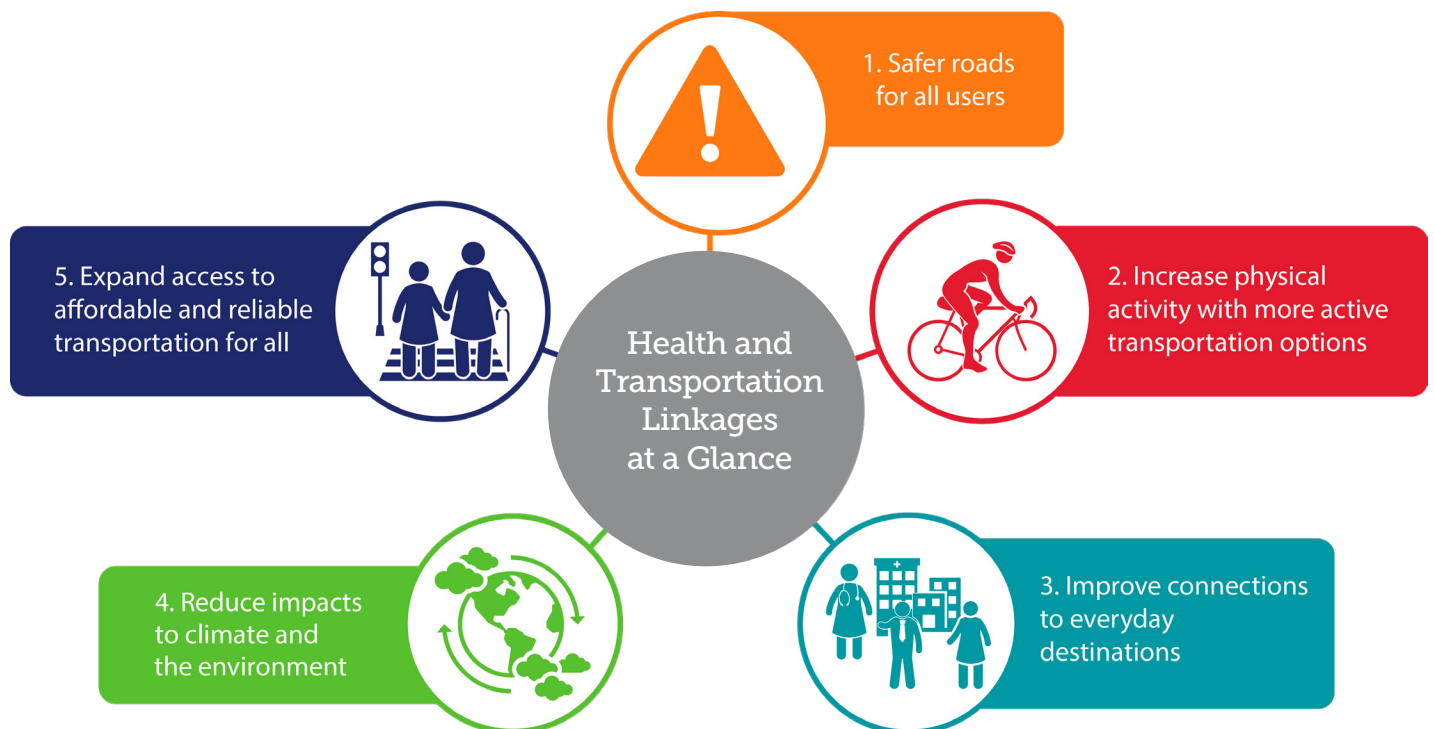 1. Safer roads
for all users
2. Increase physical
activity with more active
transportation options
3. Improve connections
to everyday
destinations
4. Reduce impacts
to climate and
the environment
5. Expand access to
affordable and reliable
transportation for all
Health and
Transportation
Linkages
at a Glance